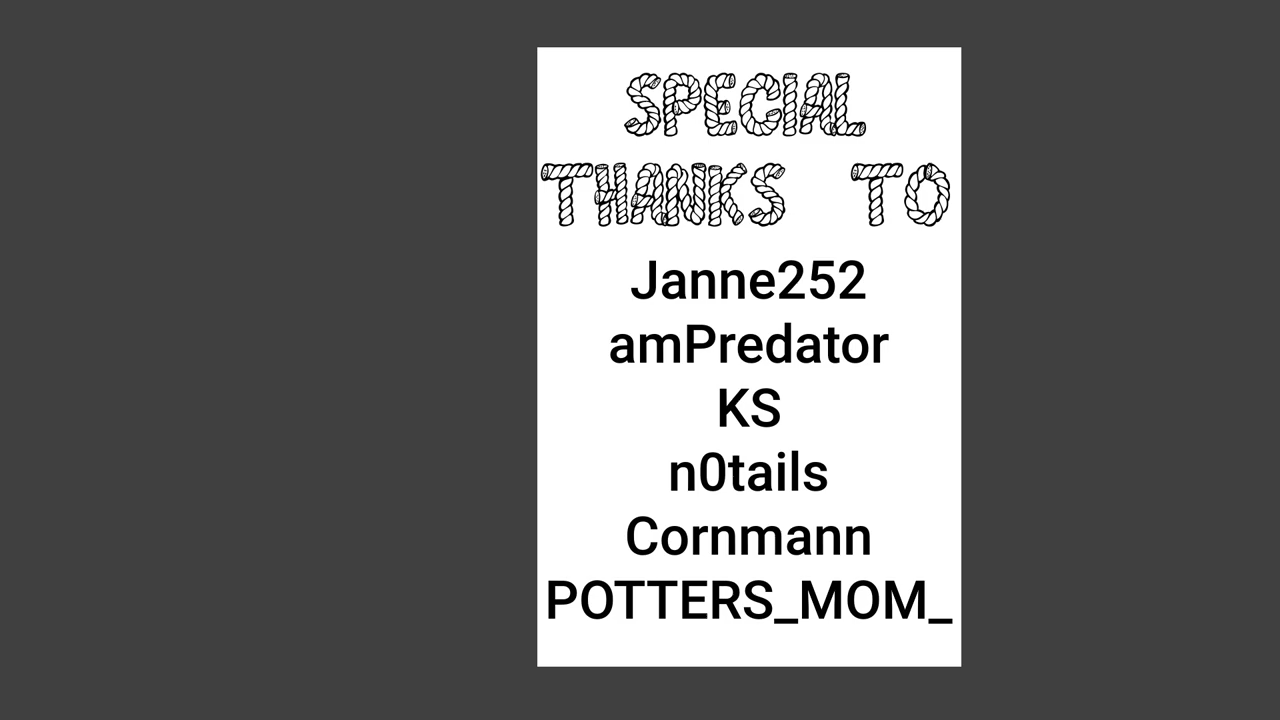 SPECIAL
THANKS TO
Janne252
amPredator
KS
n0tails
Cornmann
POTTERS_MOM_